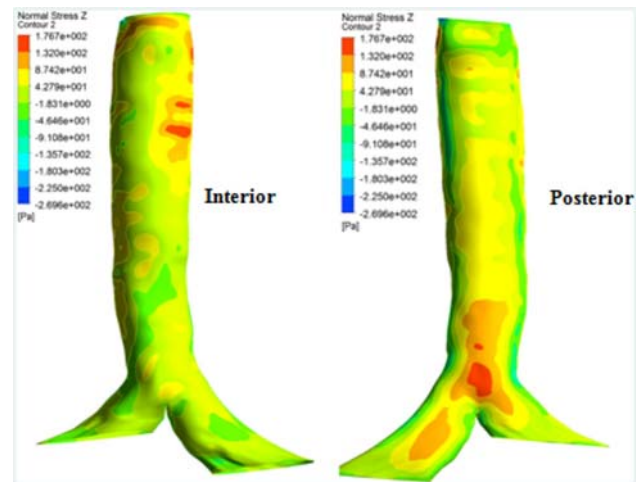 Normal Stress Z
Contour 2
1.767e+002
1.320e+002
8.742e+001
4.279e+001
-1.831e+000
-4.646e+001
-9.108e+001
-1.357e+002
-1.803e+002
-2.250e+002
-2.696e+002
[Pa]
Interior
Normal Stress Z
Contour 2
1.767e+002
1.320e+002
8.742e+001
4.279e+001
-1.831e+000
-4.646e+001
-9.108e+001
-1.357e+002
-1.803e+002
-2.250e+002
-2.696e+002
[Pa]
Posterior